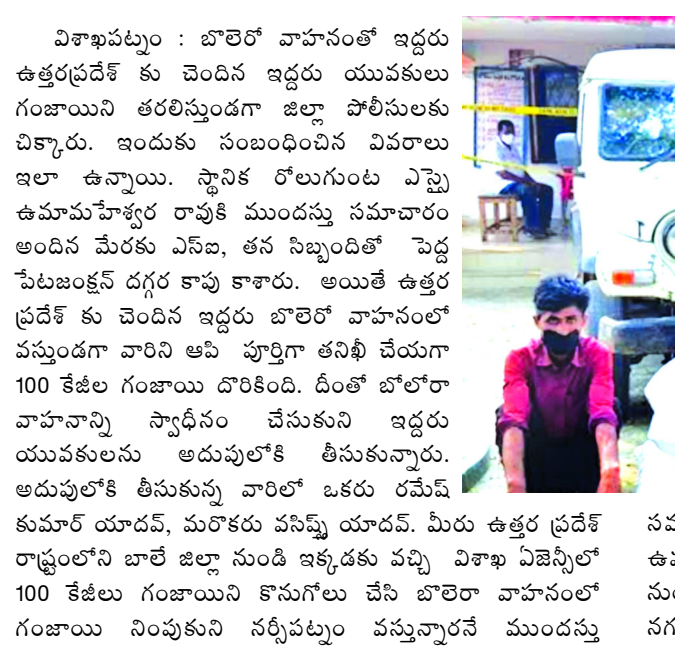 విశాఖపట్నం : బొలెరో వాహనంతో ఇద్దరు
ఉత్తరప్రదేశ్ కు చెందిన ఇద్దరు యువకులు
గంజాయిని తరలిస్తుండగా జిల్లా పోలీసులకు
చిక్కారు. ఇందుకు సంబంధించిన వివరాలు
ఇలా ఉన్నాయి. స్థానిక రోలుగుంట ఎస్సై
ఉమామహేశ్వర రావుకి ముందస్తు సమాచారం
అందిన మేరకు ఎస్ఐ, తన సిబ్బందితో పెద్ద
పేటజంక్షన్ దగ్గర కాపు కాశారు. అయితే ఉత్తర
ప్రదేశ్ కు చెందిన ఇద్దరు బొలెరో వాహనంలో
వస్తుండగా వారిని ఆపి పూర్తిగా తనిఖీ చేయగా
100 కేజీల గంజాయి దొరికింది. దీంతో బోలోరా
వాహనాన్ని స్వాధీనం చేసుకుని ఇద్దరు
యువకులను అదుపులోకి తీసుకున్నారు.
అదుపులోకి తీసుకున్న వారిలో ఒకరు రమేష్
కుమార్ యాదవ్, మరొకరు వసిష్ఠ్ యాదవ్. మీరు ఉత్తర ప్రదేశ్
రాష్ట్రంలోని బాలే జిల్లా నుండి ఇక్కడకు వచ్చి విశాఖ ఏజెన్సీలో
100 కేజీలు గంజాయిని కొనుగోలు చేసి బొలెరా వాహనంలో
గంజాయి నింపుకుని నర్సీపట్నం వస్తున్నారనే ముందస్తు